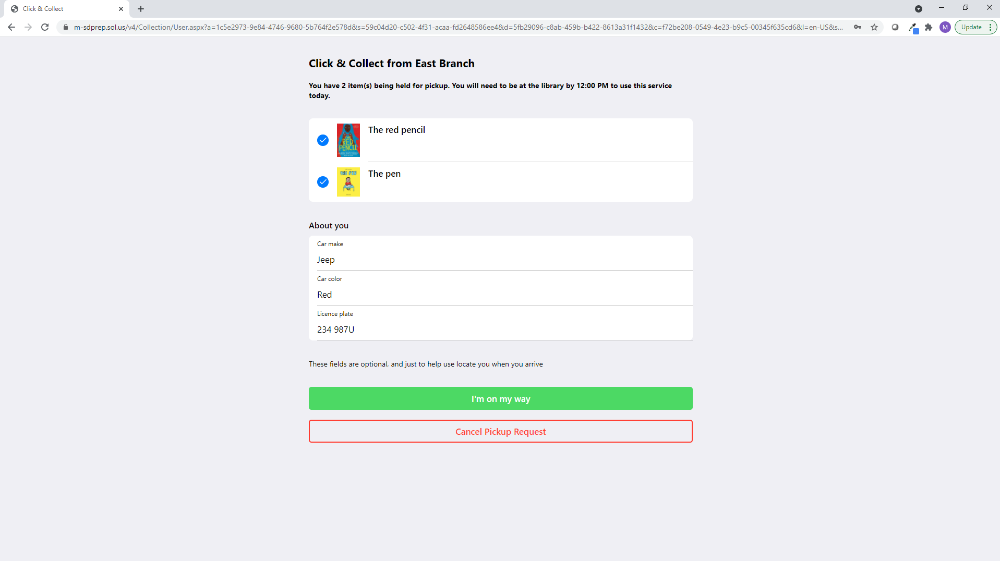 Click & Collect
m-sdprep.sol.us/v4/Collection/User.aspx?a=1c5e2973-9e84-4746-9680-5b764f2e578d&s=59c04d20-c502-4f31-acaa-fd2648586ee4&d=5fb29096-c8ab-459b-b422-8613a31f1432&c=f72be208-0549-4e23-b9c5-00345f635cd6&l=en-US&s...
M
Update
Click & Collect from East Branch
You have 2 item(s) being held for pickup. You will need to be at the library by 12:00 PM to use this service
today.
THE
RED
PENCIL
The red pencil
THE PEN
The pen
About you
Car make
Jeep
Car color
Red
Licence plate
234 987U
These fields are optional, and just to help use locate you when you arrive
I'm on my way
Cancel Pickup Request